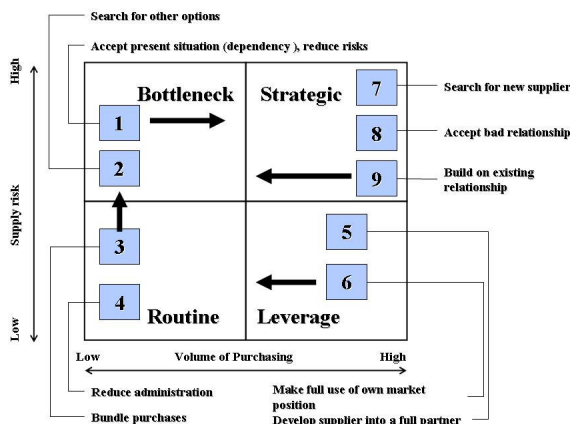 Search for other options
Accept present situation (dependency ), reduce risks
High
Bottleneck
Strategic
1
2
7
8
9
Search for new supplier
Accept bad relationship
Build on existing
relationship
Supply risk
3
4
5
6
Low
Routine
Leverage
Low
Volume of Purchasing
High
Reduce administration
Bundle purchases
Make full use of own market
position
Develop supplier into a full partner